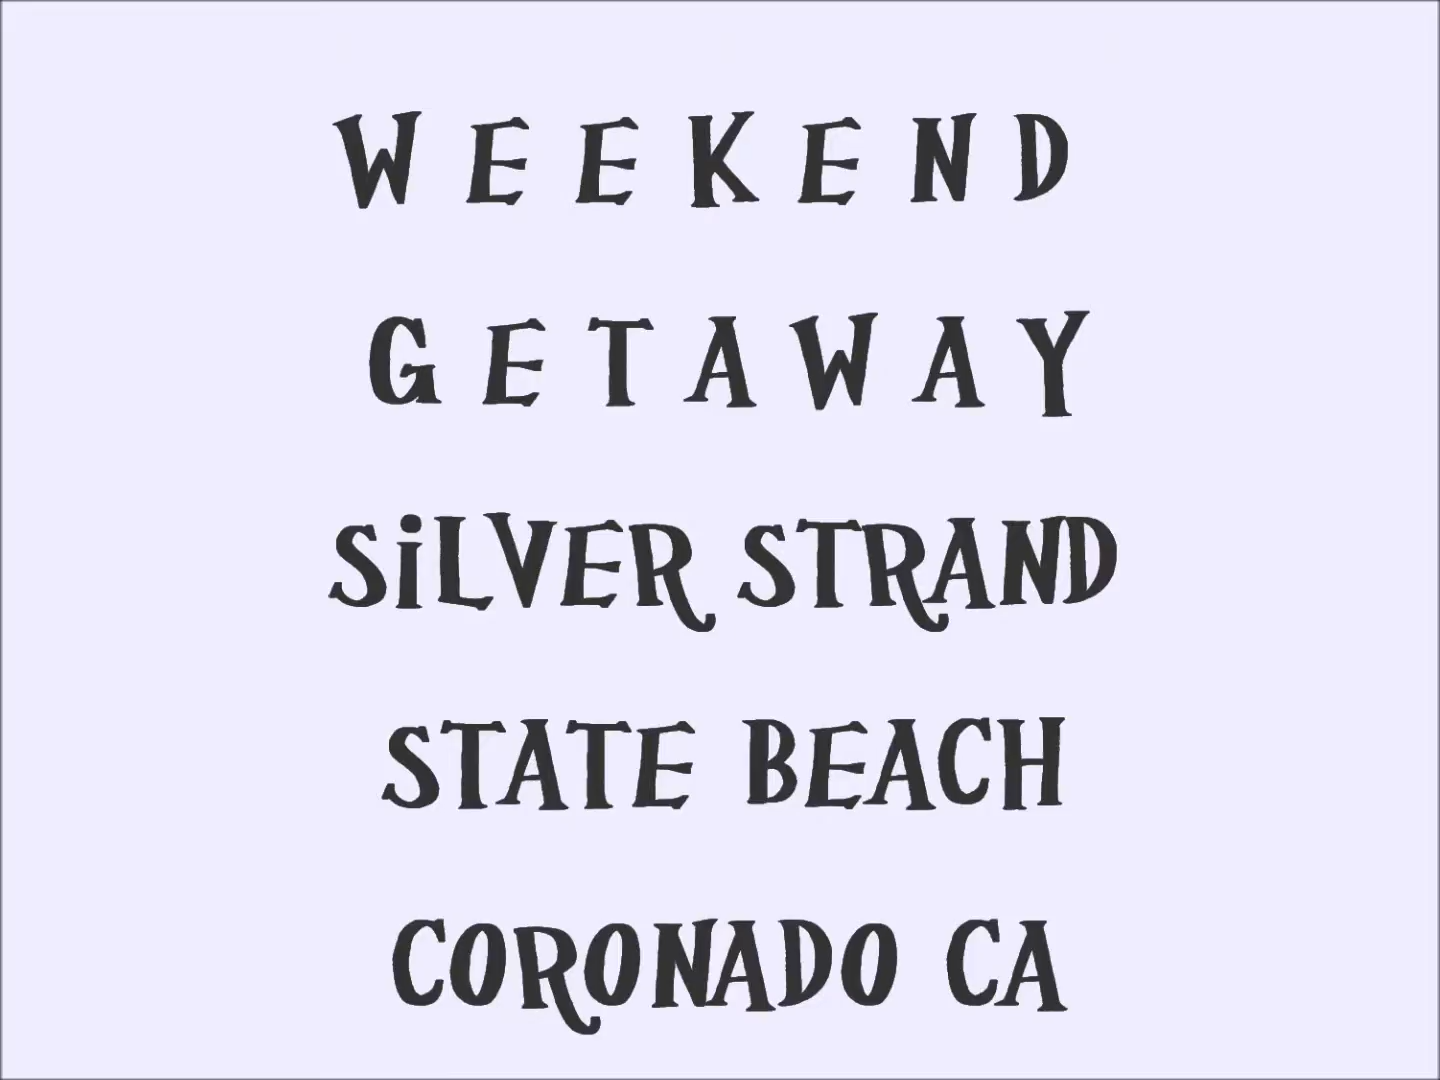 WEEKEND
GETAWAY
SiLVER STRAND
STATE BEACH
CORONADO CA